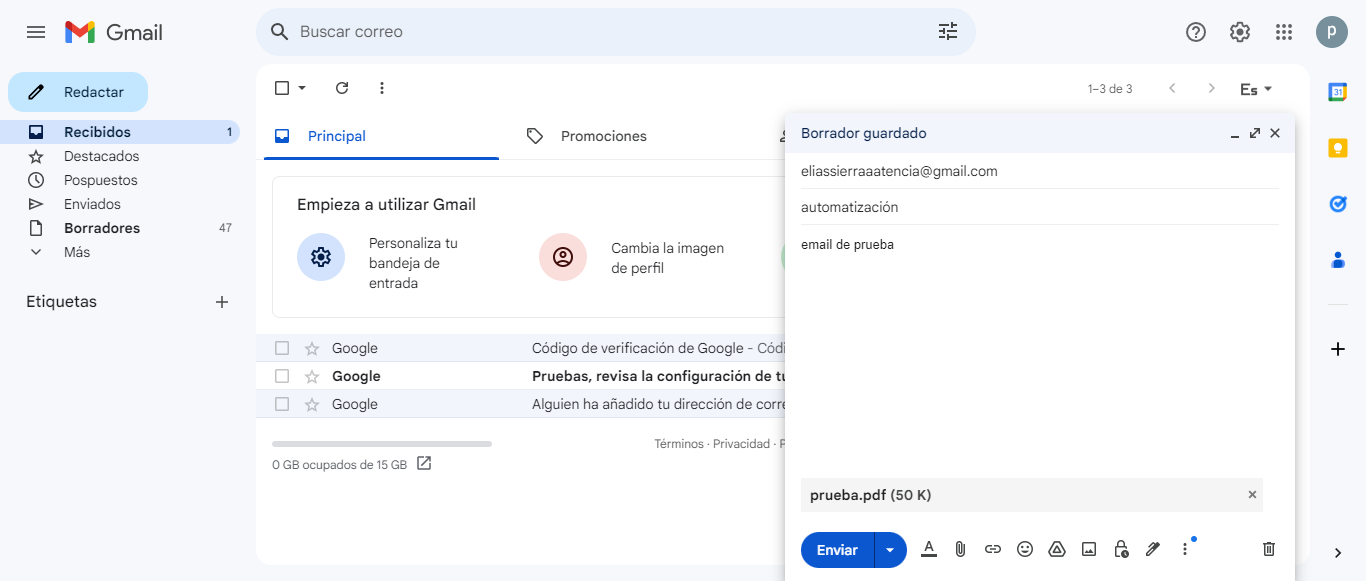 Gmail
Buscar correo
P
Redactar
Recibidos 1
Destacados
Pospuestos
Enviados
Borradores 47
Más
Etiquetas
1–3 de 3
Es
Principal
Promociones
Empieza a utilizar Gmail
Personaliza tu
bandeja de
entrada
Cambia la imagen
de perfil
Google Código de verificación de Google - Códi
Google Pruebas, revisa la configuración de tu
Google Alguien ha añadido tu dirección de corre
Términos · Privacidad · P
0 GB ocupados de 15 GB
Borrador guardado
eliassierraaatencia@gmail.com
automatización
email de prueba
prueba.pdf (50 K)
Enviar
31